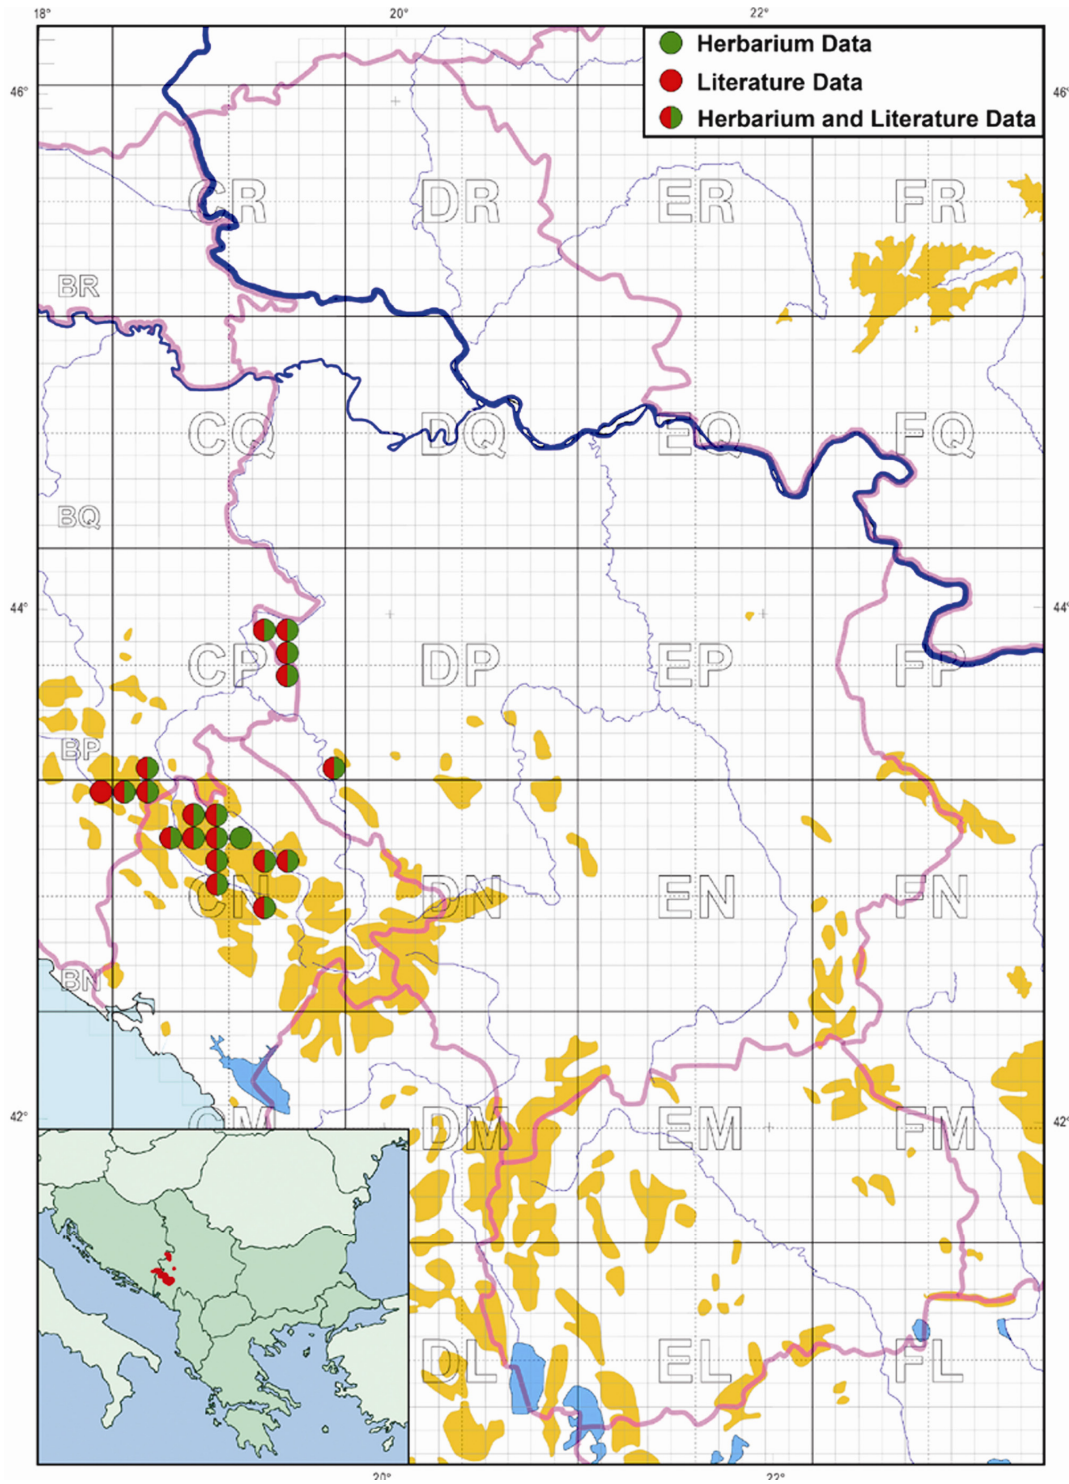 18° 20° 22°
Herbarium Data
46° Literature Data 46°
Herbarium and Literature Data
CR DR ER FR
BR
CQ DQ EQ FQ
BQ
44° 44°
CP DP EP FP
BP
CN DN EN FN
BN
42° CM DM EM FM 42°
DL EL FL
20° 22°